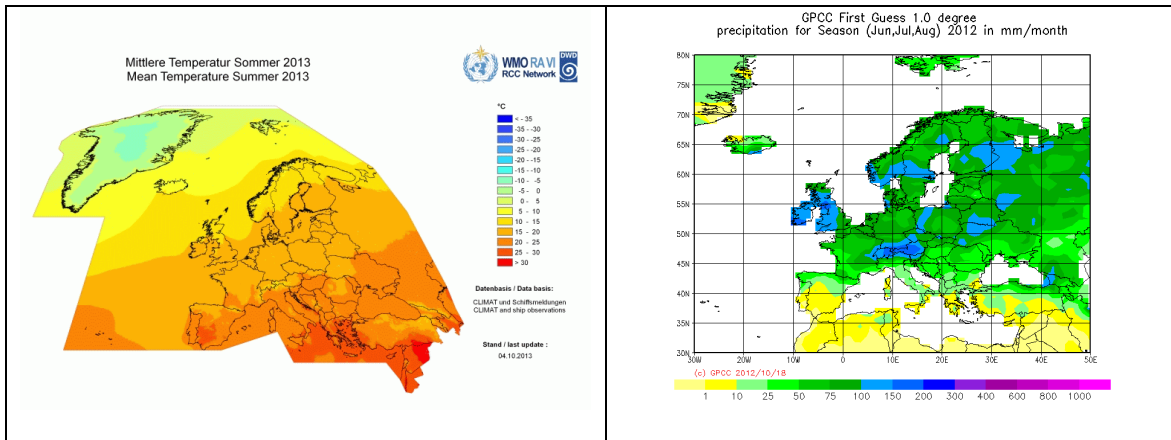 Mittlere Temperatur Sommer 2013
Mean Temperature Summer 2013
WMO RA VI
RCC Network
DWD
°C
< - 35
-35 - -30
-30 - -25
-25 - -20
-20 - -15
-15 - -10
-10 - -5
-5 - 0
0 - 5
5 - 10
10 - 15
15 - 20
20 - 25
25 - 30
> 30
Datenbasis / Data basis:
CLIMAT und Schiffsmeldungen
CLIMAT and ship observations
Stand / last update :
04.10.2013
GPCC First Guess 1.0 degree
precipitation for Season (Jun,Jul,Aug) 2012 in mm/month
80N
75N
70N
65N
60N
55N
50N
45N
40N
35N
30N
30W 20W 10W 0 10E 20E 30E 40E 50E
(c) GPCC 2012/10/18
1 10 25 50 75 100 150 200 300 400 600 800 1000